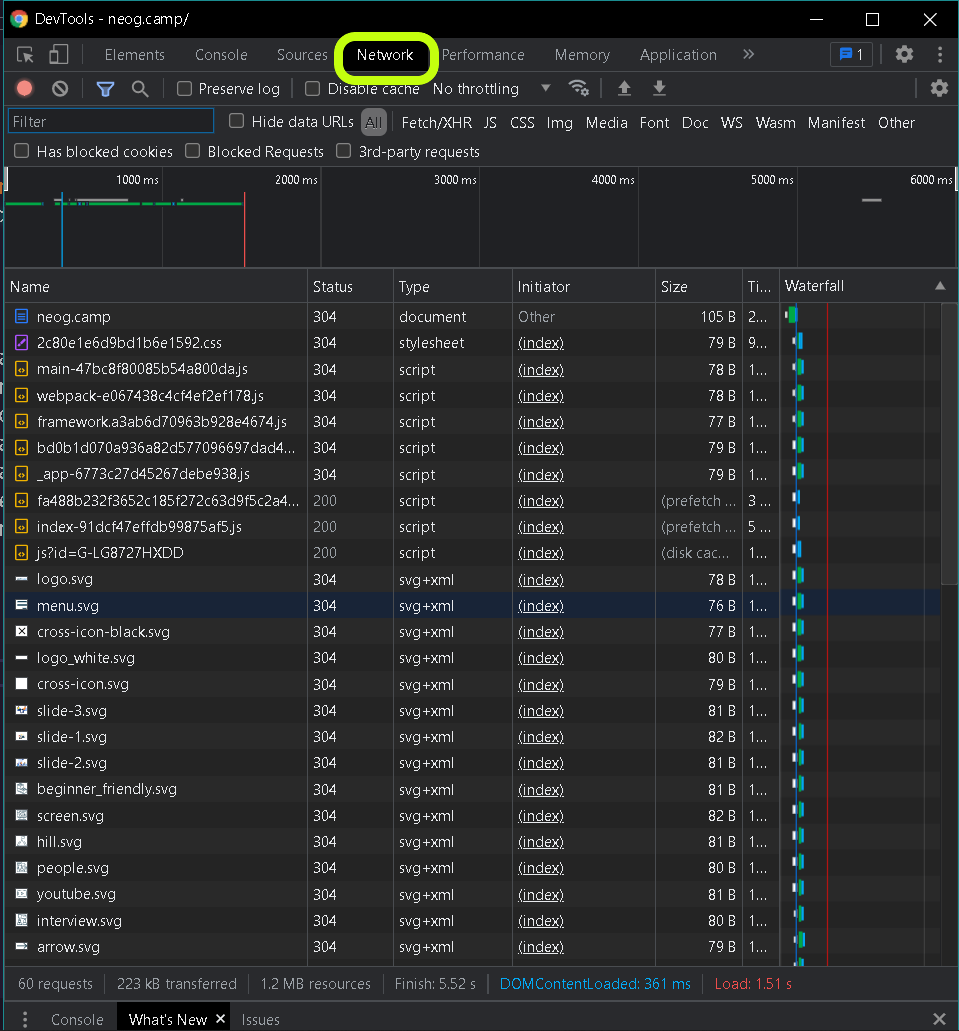 DevTools - neog.camp/
Elements Console Sources Network Performance Memory Application » 1
Preserve log Disable cache No throttling
Filter Hide data URLs All Fetch/XHR JS CSS Img Media Font Doc WS Wasm Manifest Other
Has blocked cookies Blocked Requests 3rd-party requests
1000 ms 2000 ms 3000 ms 4000 ms 5000 ms 6000 ms
Name Status Type Initiator Size Ti... Waterfall
neog.camp 304 document Other 105 B 2...
2c80e1e6d9bd1b6e1592.css 304 stylesheet (index) 79 B 9...
main-47bc8f80085b54a800da.js 304 script (index) 78 B 1...
webpack-e067438c4cf4ef2ef178.js 304 script (index) 78 B 1...
framework.a3ab6d70963b928e4674.js 304 script (index) 77 B 1...
bd0b1d070a936a82d577096697dad4... 304 script (index) 79 B 1...
_app-6773c27d45267debe938.js 304 script (index) 79 B 1...
fa488b232f3652c185f272c63d9f5c2a4... 200 script (index) (prefetch ... 3 ...
index-91dcf47effdb99875af5.js 200 script (index) (prefetch ... 5 ...
js?id=G-LG8727HXDD 200 script (index) (disk cac... 1...
logo.svg 304 svg+xml (index) 78 B 1...
menu.svg 304 svg+xml (index) 76 B 1...
cross-icon-black.svg 304 svg+xml (index) 77 B 1...
logo_white.svg 304 svg+xml (index) 80 B 1...
cross-icon.svg 304 svg+xml (index) 79 B 1...
slide-3.svg 304 svg+xml (index) 81 B 1...
slide-1.svg 304 svg+xml (index) 82 B 1...
slide-2.svg 304 svg+xml (index) 81 B 1...
beginner_friendly.svg 304 svg+xml (index) 81 B 1...
screen.svg 304 svg+xml (index) 82 B 1...
hill.svg 304 svg+xml (index) 81 B 1...
people.svg 304 svg+xml (index) 80 B 1...
youtube.svg 304 svg+xml (index) 81 B 1...
interview.svg 304 svg+xml (index) 80 B 1...
arrow.svg 304 svg+xml (index) 79 B 1...
60 requests 223 kB transferred 1.2 MB resources Finish: 5.52 s DOMContentLoaded: 361 ms Load: 1.51 s
Console What's New Issues